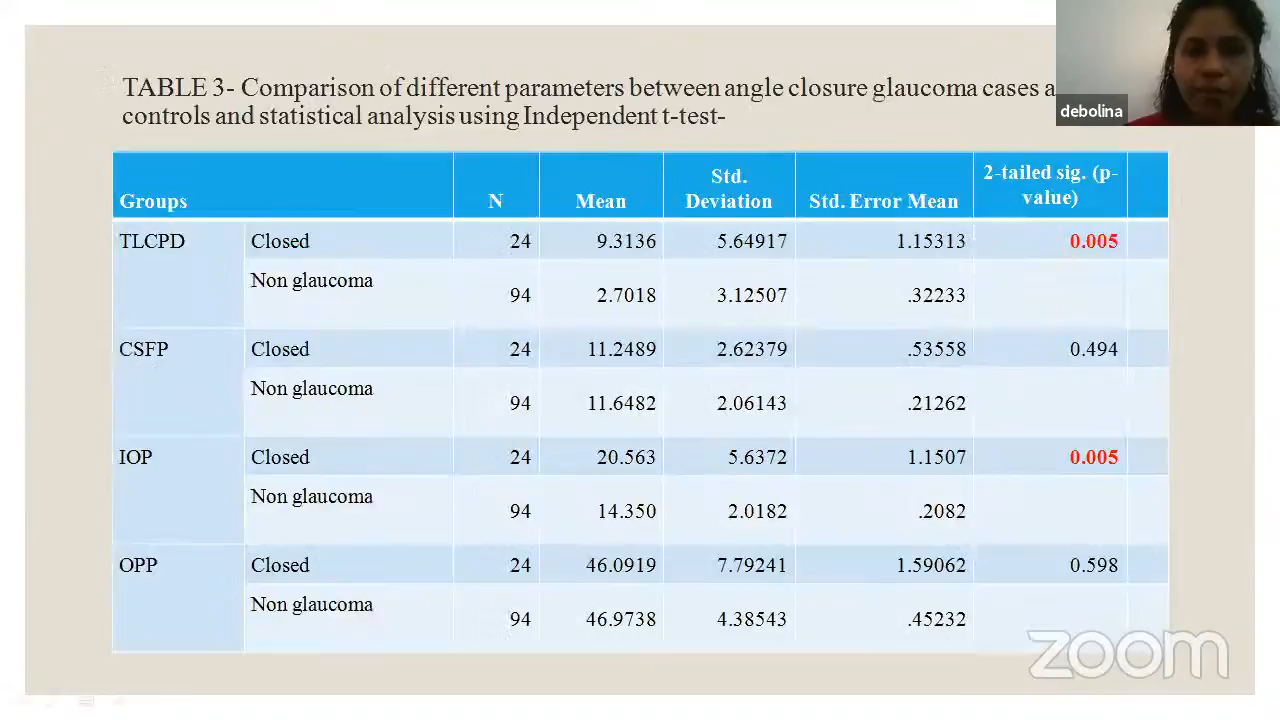 TABLE 3- Comparison of different parameters between angle closure glaucoma cases
controls and statistical analysis using Independent t-test-
debolina
Groups N Mean Std. Deviation Std. Error Mean 2-tailed sig. (p-value)
TLCPD Closed 24 9.3136 5.64917 1.15313 0.005
Non glaucoma 94 2.7018 3.12507 .32233
CSFP Closed 24 11.2489 2.62379 .53558 0.494
Non glaucoma 94 11.6482 2.06143 .21262
IOP Closed 24 20.563 5.6372 1.1507 0.005
Non glaucoma 94 14.350 2.0182 .2082
OPP Closed 24 46.0919 7.79241 1.59062 0.598
Non glaucoma 94 46.9738 4.38543 .45232
zoom